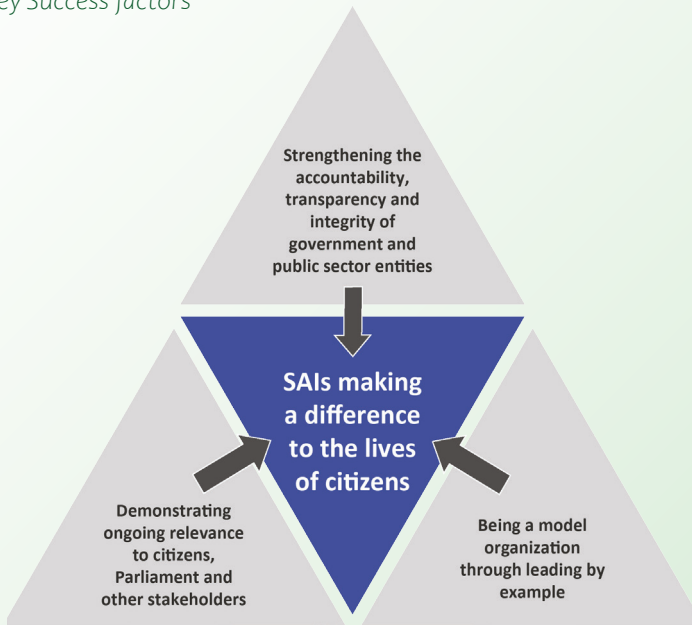 ey Success factors
Strengthening the
accountability,
transparency and
integrity of
government and
public sector entities
SAIs making
a difference
to the lives
of citizens
Demonstrating
ongoing relevance
to citizens,
Parliament and
other stakeholders
Being a model
organization
through leading by
example